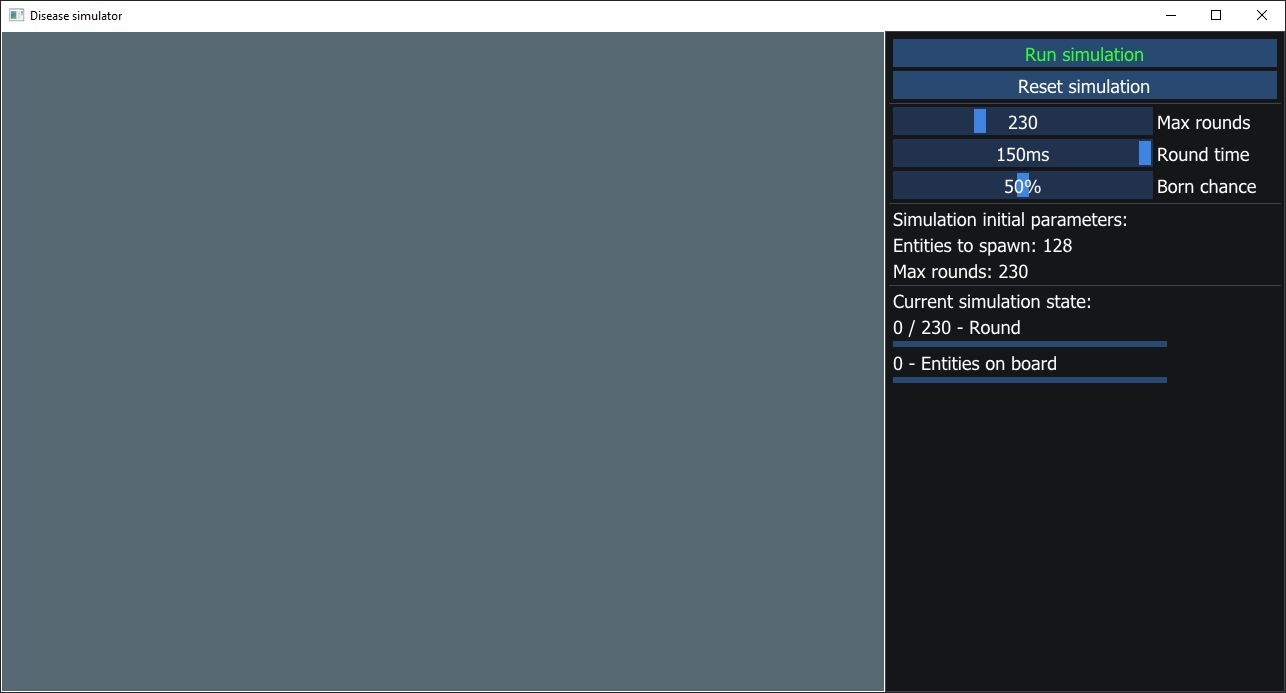 Disease simulator
Run simulation
Reset simulation
230 Max rounds
150ms Round time
50% Born chance
Simulation initial parameters:
Entities to spawn: 128
Max rounds: 230
Current simulation state:
0 / 230 - Round
0 - Entities on board